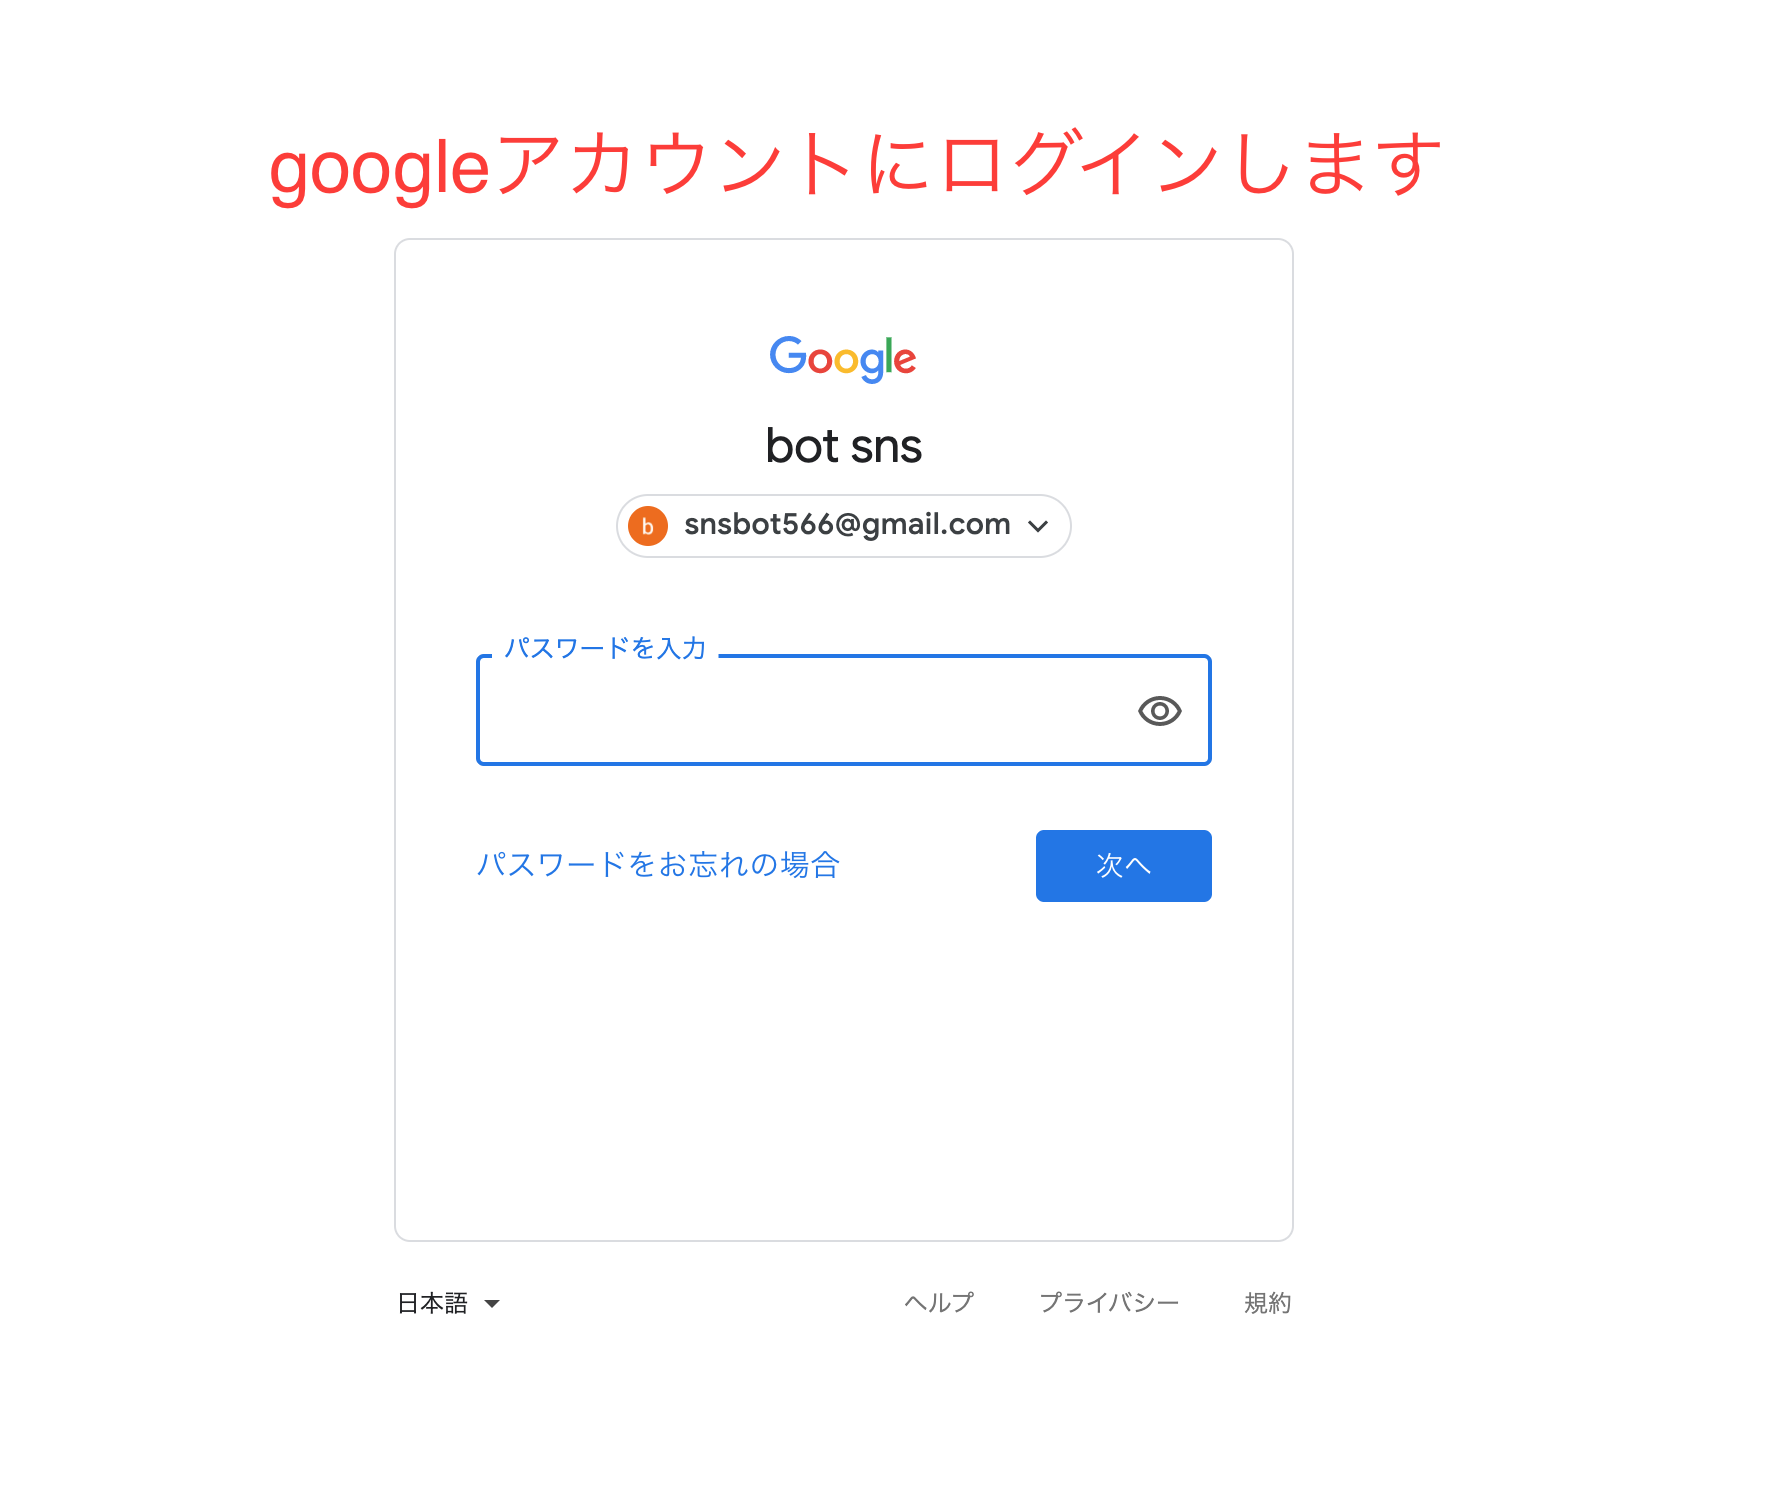 googleアカウントにログインします
Google
bot sns
b snsbot566@gmail.com
パスワードを入力
パスワードをお忘れの場合 次へ
日本語 ヘルプ プライバシー 規約